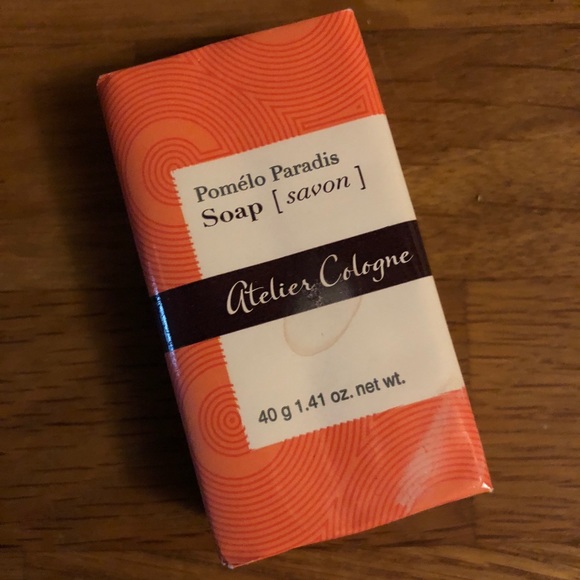 Pomélo Paradis
Soap [ savon ]
Atelier Cologne
40 g 1.41 oz. net wt.